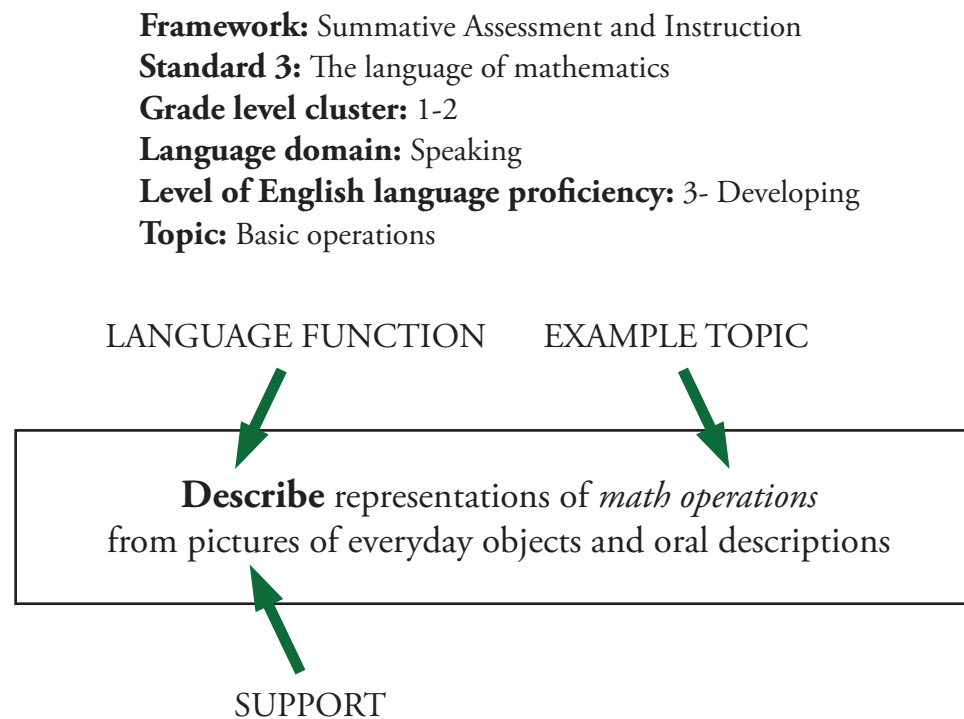 Framework: Summative Assessment and Instruction
Standard 3: The language of mathematics
Grade level cluster: 1-2
Language domain: Speaking
Level of English language proficiency: 3- Developing
Topic: Basic operations
LANGUAGE FUNCTION EXAMPLE TOPIC
Describe representations of math operations
from pictures of everyday objects and oral descriptions
SUPPORT